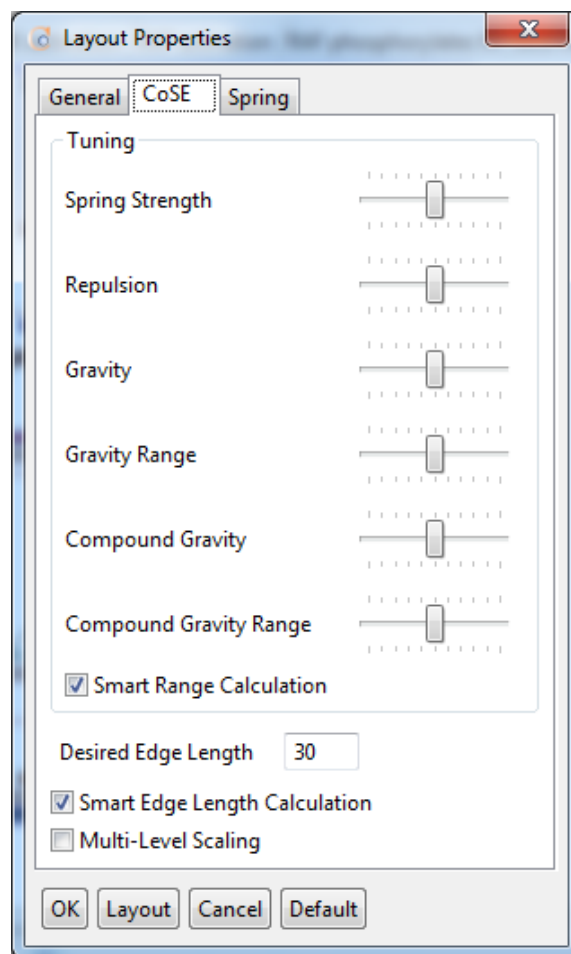 Layout Properties
General CoSE Spring
Tuning
Spring Strength
Repulsion
Gravity
Gravity Range
Compound Gravity
Compound Gravity Range
Smart Range Calculation
Desired Edge Length 30
Smart Edge Length Calculation
Multi-Level Scaling
OK Layout Cancel Default